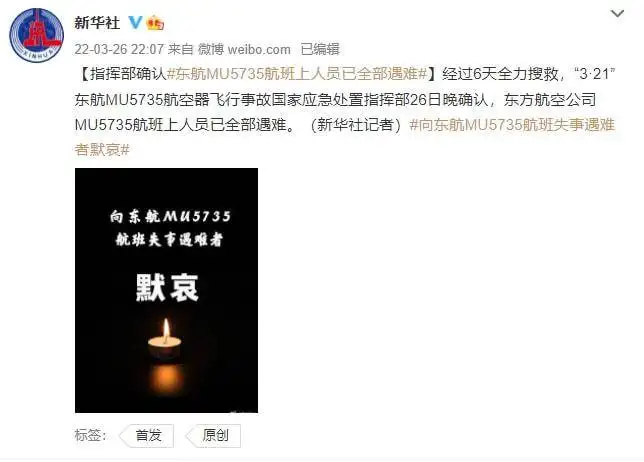 新华社
22-03-26 22:07 来自 微博 weibo.com 已编辑
【指挥部确认#东航MU5735航班上人员已全部遇难#】经过6天全力搜救，“3·21”
东航MU5735航空器飞行事故国家应急处置指挥部26日晚确认，东方航空公司
MU5735航班上人员已全部遇难。（新华社记者）#向东航MU5735航班失事遇难
者默哀#
向东航MU5735
航班失事遇难者
默哀
标签： 首发 原创
XINHUA